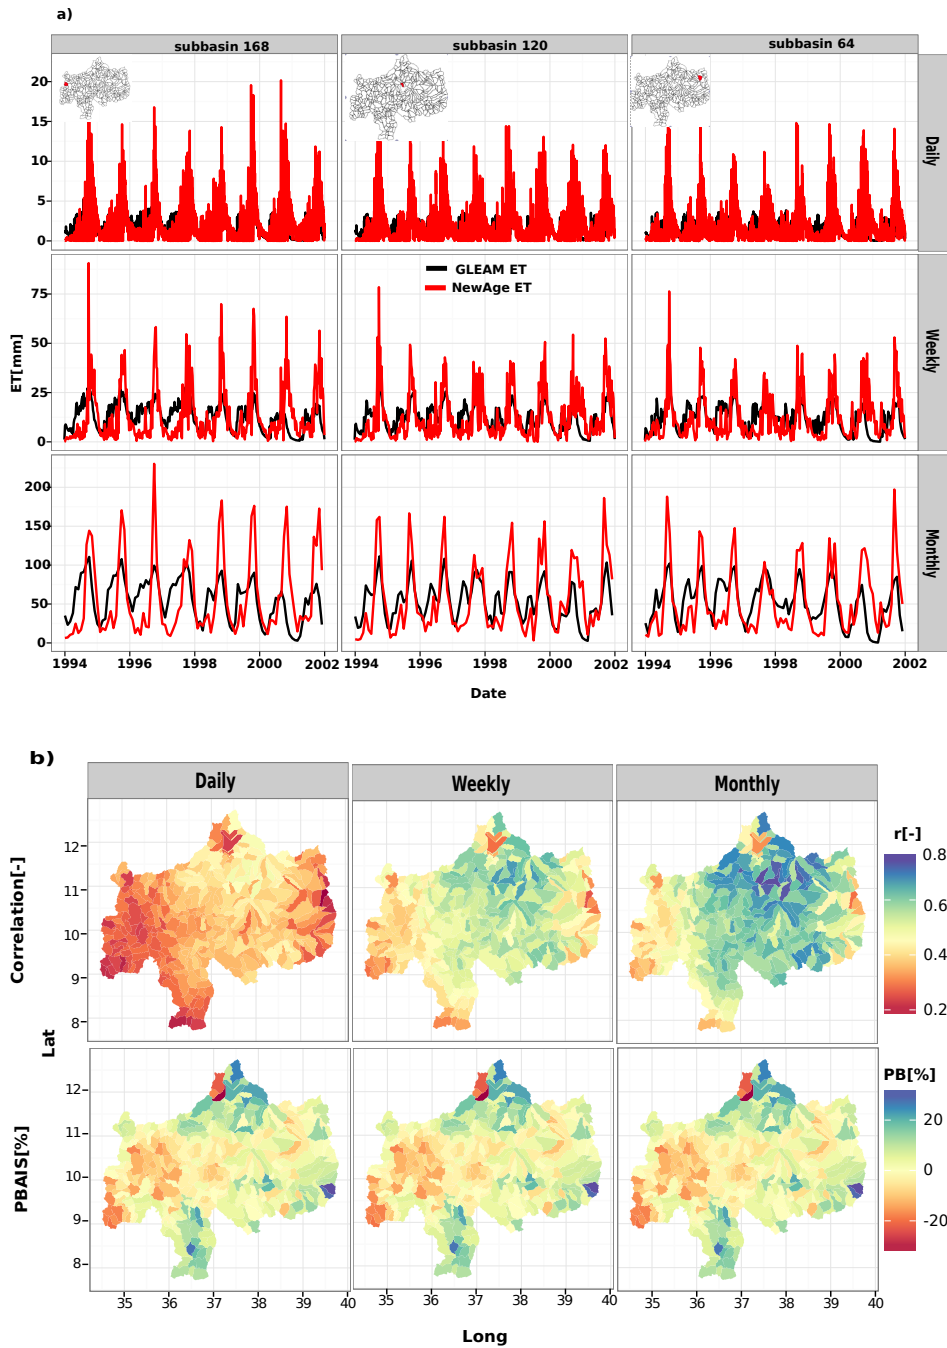 a)
subbasin 168 subbasin 120 subbasin 64
20
15
10
5
0
Daily
GLEAM ET
NewAge ET
75
50
25
0
ET[mm]
Weekly
200
150
100
50
0
Monthly
1994 1996 1998 2000 2002 1994 1996 1998 2000 2002 1994 1996 1998 2000 2002
Date
b)
Daily Weekly Monthly
12
11
10
9
8
Correlation[-]
r[-]
0.8
0.6
0.4
0.2
Lat
12
11
10
9
8
PBAIS[%]
PB[%]
20
0
-20
35 36 37 38 39 40 35 36 37 38 39 40 35 36 37 38 39 40
Long